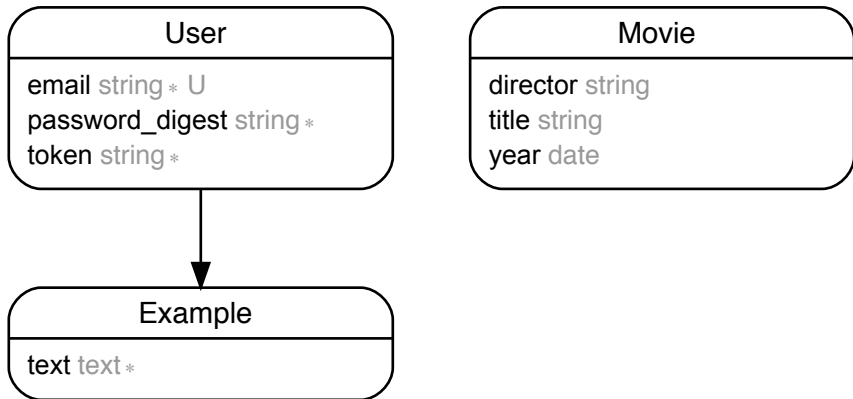 User
email string* U
password_digest string*
token string*
Movie
director string
title string
year date
Example
text text*